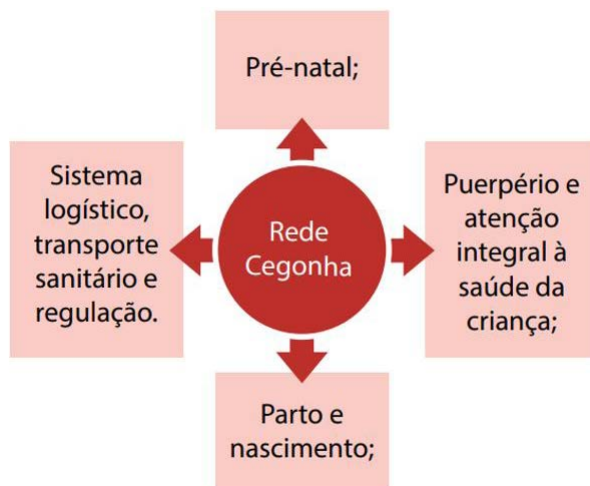 Pré-natal;
Sistema
logístico,
transporte
sanitário e
regulação.
Rede
Cegonha
Puerpério e
atenção
integral à
saúde da
criança;
Parto e
nascimento;